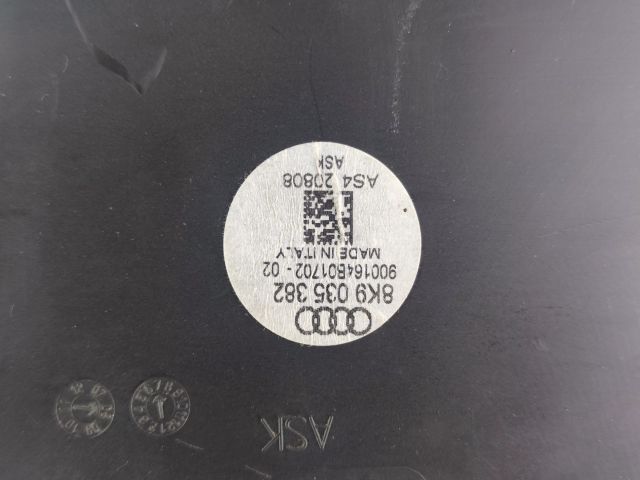 8K9 035 382
900164B01702 - 02
MADE IN ITALY
AS4 20808
ASK
ASK